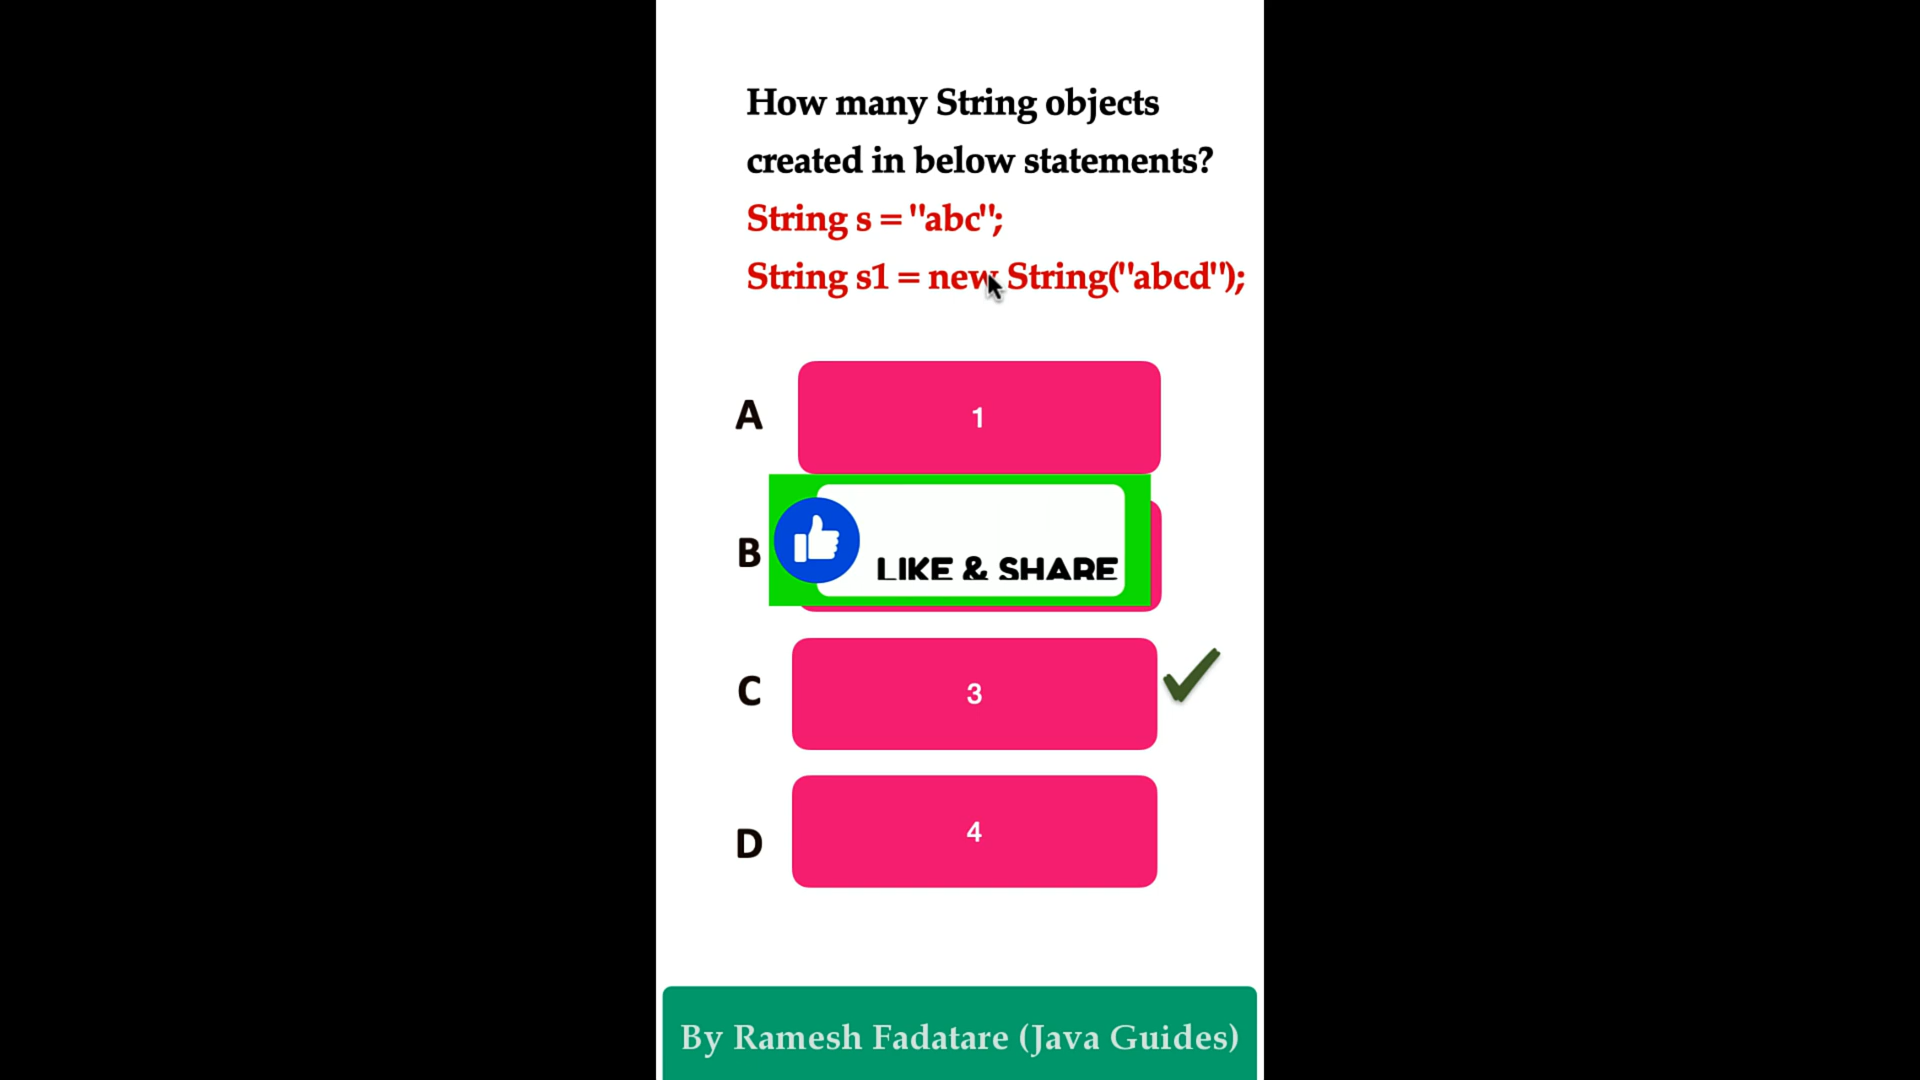 How many String objects
created in below statements?
String s = "abc";
String s1 = new String("abcd");
A
1
B
LIKE & SHARE
C
3
D
4
By Ramesh Fadatare (Java Guides)